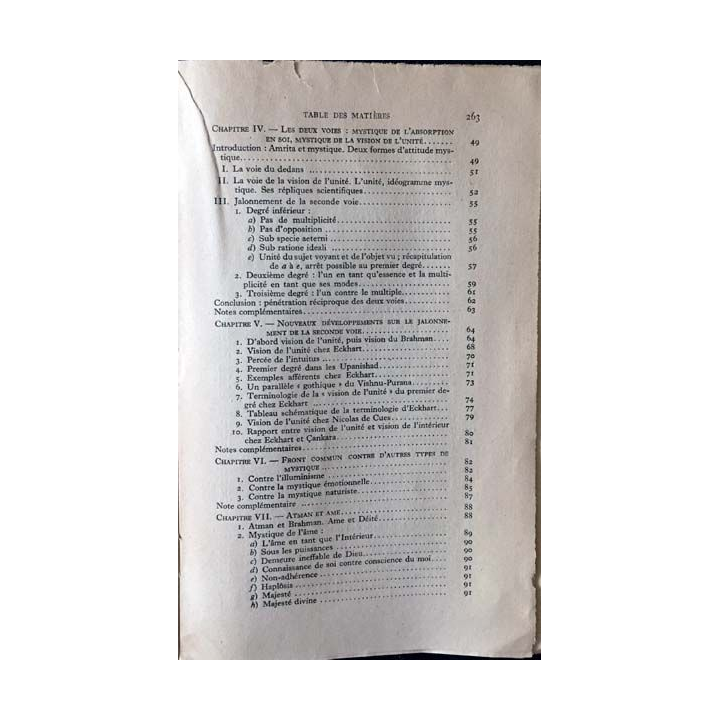 TABLE DES MATIÈRES 263
CHAPITRE IV. — LES DEUX VOIES : MYSTIQUE DE L'ABSORPTION
EN SOI, MYSTIQUE DE LA VISION DE L'UNITÉ....... 49
Introduction : Amrita et mystique. Deux formes d'attitude mys-
tique. 49
I. La voie du dedans 51
II. La voie de la vision de l'unité. L'unité, idéogramme mys-
tique. Ses répliques scientifiques 52
III. Jalonnement de la seconde voie 55
1. Degré inférieur :
a) Pas de multiplicité 55
b) Pas d'opposition 55
c) Sub specie aeterni 56
d) Sub ratione ideali 56
e) Unité du sujet voyant et de l'objet vu ; récapitulation
de a à e, arrêt possible au premier degré....... 57
2. Deuxième degré : l'un en tant qu'essence et la multi-
plicité en tant que ses modes 59
3. Troisième degré : l'un contre le multiple 61
Conclusion : pénétration réciproque des deux voies 62
Notes complémentaires 63
CHAPITRE V. — NOUVEAUX DÉVELOPPEMENTS SUR LE JALONNE-
MENT DE LA SECONDE VOIE 64
1. D'abord vision de l'unité, puis vision du Brahman.... 64
2. Vision de l'unité chez Eckhart 68
3. Percée de l'intuitus 70
4. Premier degré dans les Upanishad 71
5. Exemples afférents chez Eckhart 71
6. Un parallèle « gothique » du Vishnu-Purana 73
7. Terminologie de la « vision de l'unité » du premier de-
gré chez Eckhart 74
8. Tableau schématique de la terminologie d'Eckhart... 77
9. Vision de l'unité chez Nicolas de Cues 79
10. Rapport entre vision de l'unité et vision de l'intérieur
chez Eckhart et Çankara 80
Notes complémentaires 81
CHAPITRE VI. — FRONT COMMUN CONTRE D'AUTRES TYPES DE
MYSTIQUE 82
1. Contre l'illuminisme 82
2. Contre la mystique émotionnelle 84
3. Contre la mystique naturiste 85
Note complémentaire 87
CHAPITRE VII. — ATMAN ET AME 88
1. Atman et Brahman. Ame et Déité 88
2. Mystique de l'âme :
a) L'âme en tant que l'Intérieur 89
b) Sous les puissances 90
c) Demeure ineffable de Dieu 90
d) Connaissance de soi contre conscience du moi 90
e) Non-adhérence 91
f) Haplôsis 91
g) Majesté 91
h) Majesté divine 91